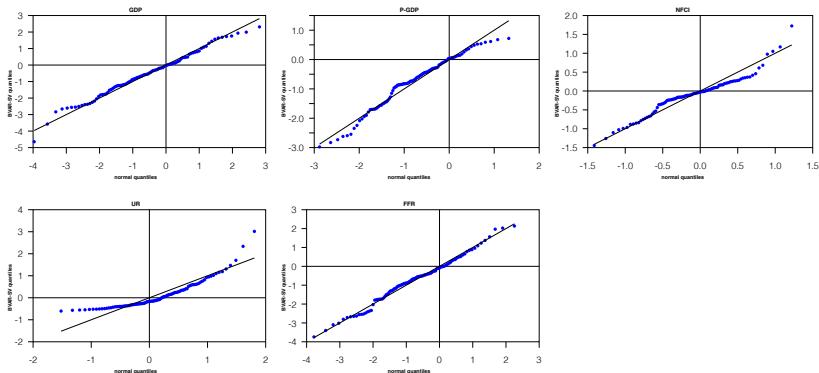 GDP
BVAR-SV quantiles
3
2
1
0
-1
-2
-3
-4
-5
-4 -3 -2 -1 0 1 2 3
normal quantiles
P-GDP
BVAR-SV quantiles
1.5
1.0
0.0
-1.0
-2.0
-3.0
-3 -2 -1 0 1 2
normal quantiles
NFCI
BVAR-SV quantiles
2.0
1.5
1.0
0.5
0.0
-0.5
-1.0
-1.5
-1.5 -1.0 -0.5 0.0 0.5 1.0 1.5
normal quantiles
UR
BVAR-SV quantiles
4
3
2
1
0
-1
-2
-2 -1 0 1 2
normal quantiles
FFR
BVAR-SV quantiles
3
2
1
0
-1
-2
-3
-4
-4 -3 -2 -1 0 1 2 3
normal quantiles